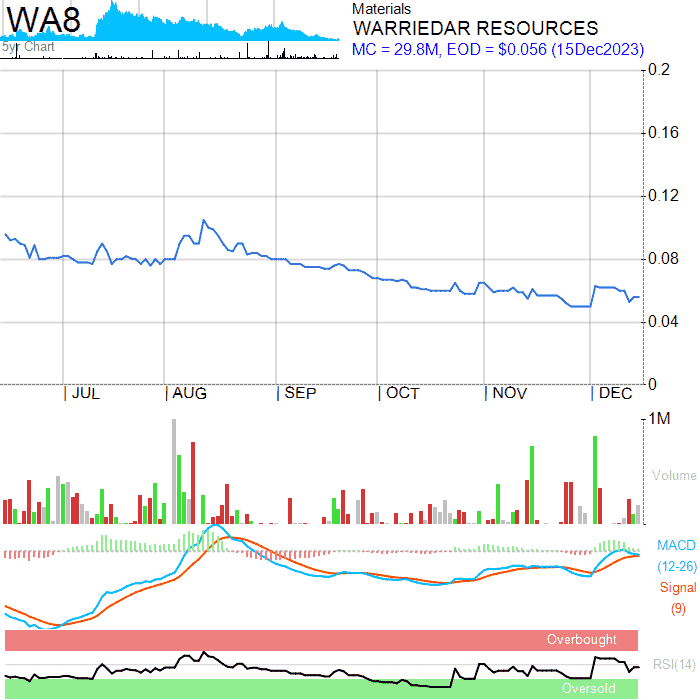 WA8
5yr Chart
Materials
WARRIEDAR RESOURCES
MC = 29.8M, EOD = $0.056 (15Dec2023)
0.2
0.16
0.12
0.08
0.04
0
JUL AUG SEP OCT NOV DEC
1M
Volume
MACD
(12-26)
Signal
(9)
Overbought
RSI(14)
Oversold